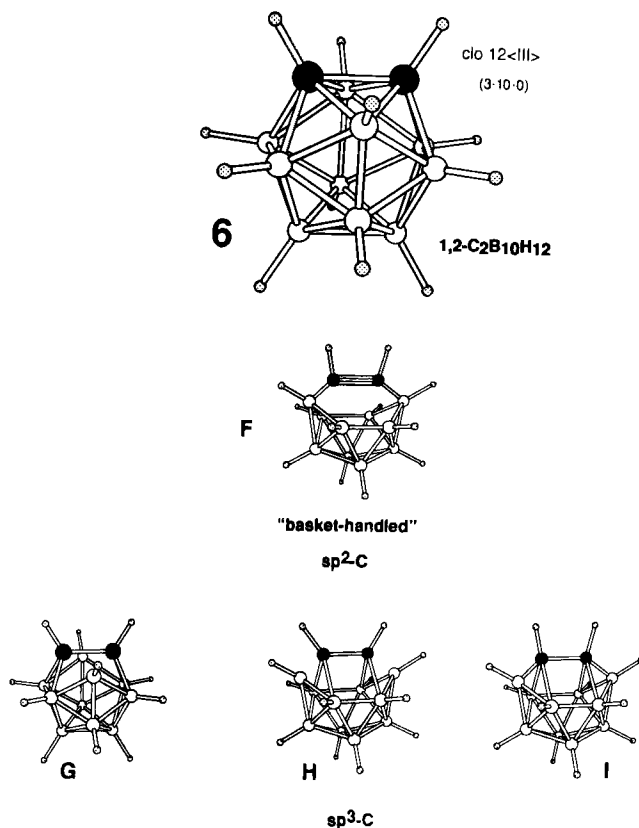 clo 12<III>
(3·10·0)
6
1,2-C₂B₁₀H₁₂
F
"basket-handled"
sp²-C
G
H
I
sp³-C